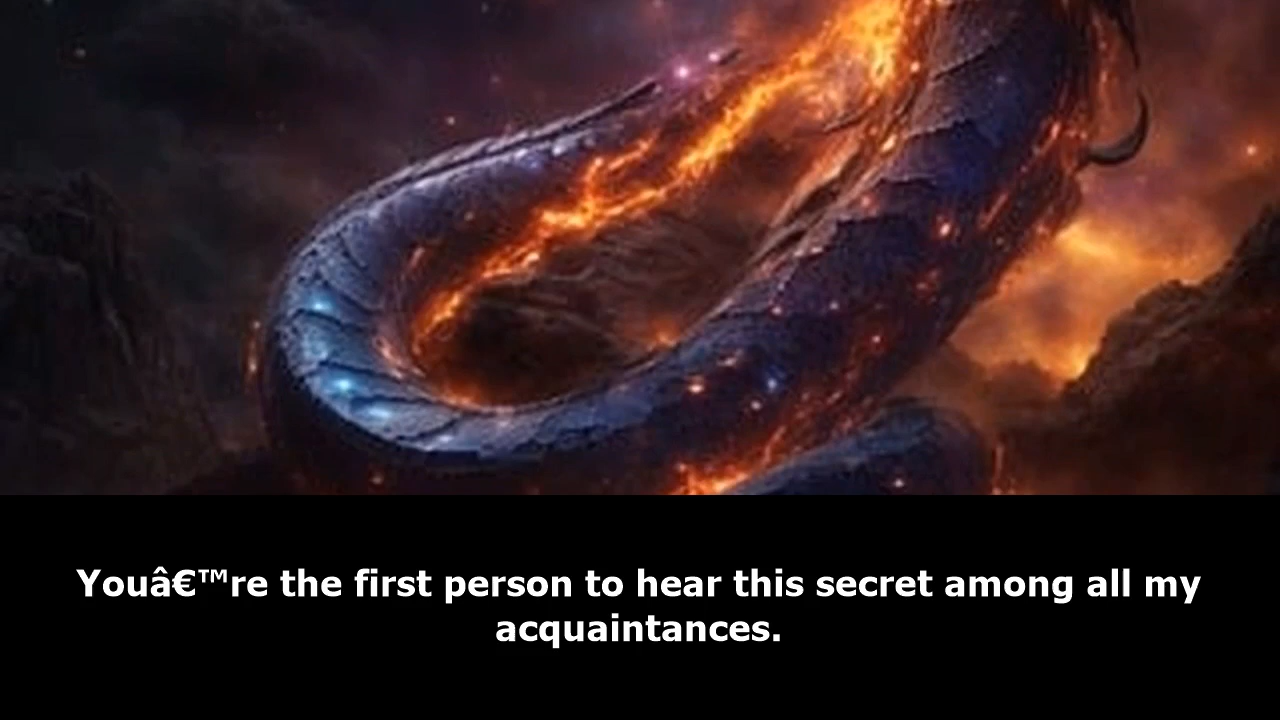 Youâ€™re the first person to hear this secret among all my
acquaintances.